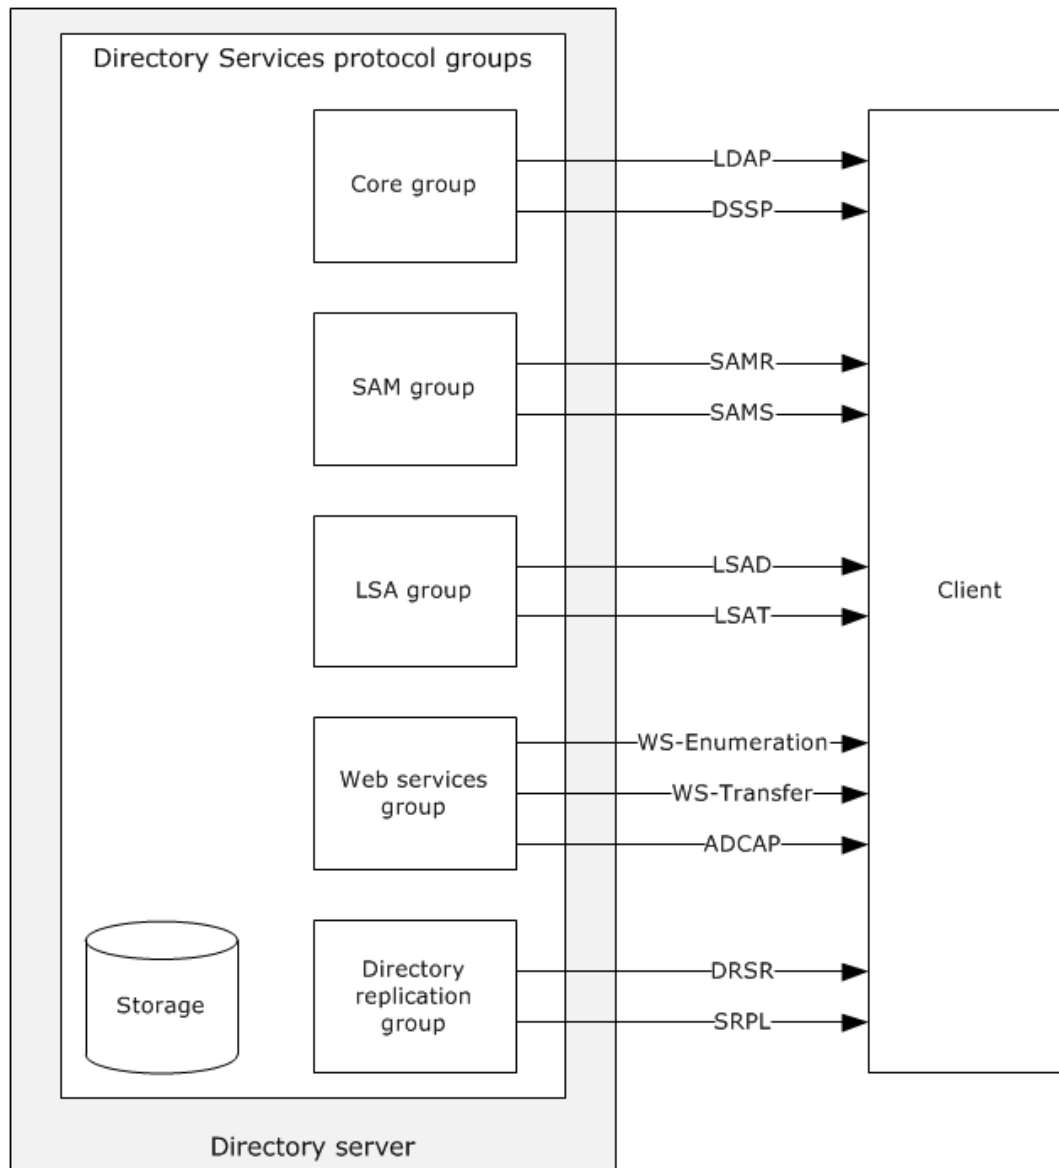 Directory Services protocol groups
Core group
LDAP
DSSP
SAM group
SAMR
SAMS
LSA group
LSAD
LSAT
Client
Web services
group
WS-Enumeration
WS-Transfer
ADCAP
Storage
Directory
replication
group
DRSR
SRPL
Directory server